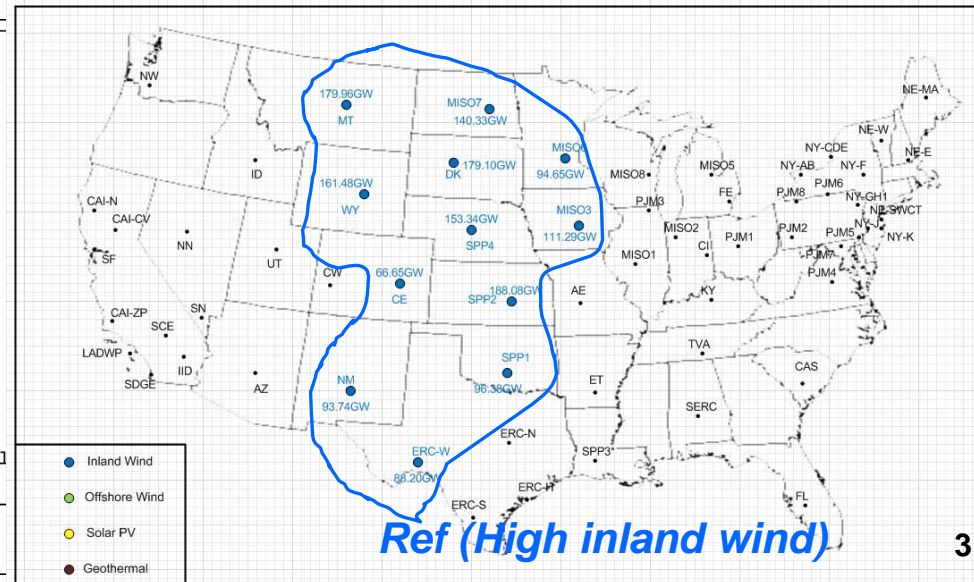 NW
179.96GW
MT
MISO7
140.33GW
NE-MA
ID
DK 179.10GW
MISO6
94.65GW
MISO8
MISO5
NY-CDE
NE-W
NE-E
NY-AB
NY-F
PJM3
FE
PJM8
PJM6
NY-GH1
NE-SWCT
CAI-N
CAI-CV
161.48GW
WY
153.34GW
SPP4
MISO3
111.29GW
MISO2
CI
PJM1
PJM2
PJM5
NY-J
NY-K
SF
NN
UT
CW
66.65GW
CE
188.08GW
SPP2
AE
MISO1
KY
PJM7
PJM4
CAI-ZP
SCE
SN
LADWP
SDGE
IID
AZ
NM
93.74GW
SPP1
96.38GW
ET
TVA
CAS
SERC
ERC-W
88.20GW
ERC-N
SPP3
ERC-S
ERC-H
FL
Inland Wind
Offshore Wind
Solar PV
Geothermal
Ref (High inland wind)
3